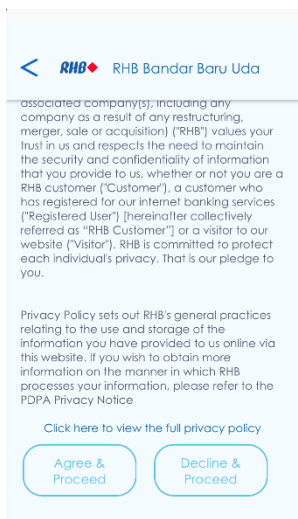 RHB RHB Bandar Baru Uda
associated company(s), including any
company as a result of any restructuring,
merger, sale or acquisition) ("RHB") values your
trust in us and respects the need to maintain
the security and confidentiality of information
that you provide to us, whether or not you are a
RHB customer ("Customer"), a customer who
has registered for our internet banking services
("Registered User") [hereinafter collectively
referred as “RHB Customer”] or a visitor to our
website ("Visitor"). RHB is committed to protect
each individual's privacy. That is our pledge to
you.
Privacy Policy sets out RHB's general practices
relating to the use and storage of the
information you have provided to us online via
this website. If you wish to obtain more
information on the manner in which RHB
processes your information, please refer to the
PDPA Privacy Notice
Click here to view the full privacy policy
Agree &
Proceed
Decline &
Proceed